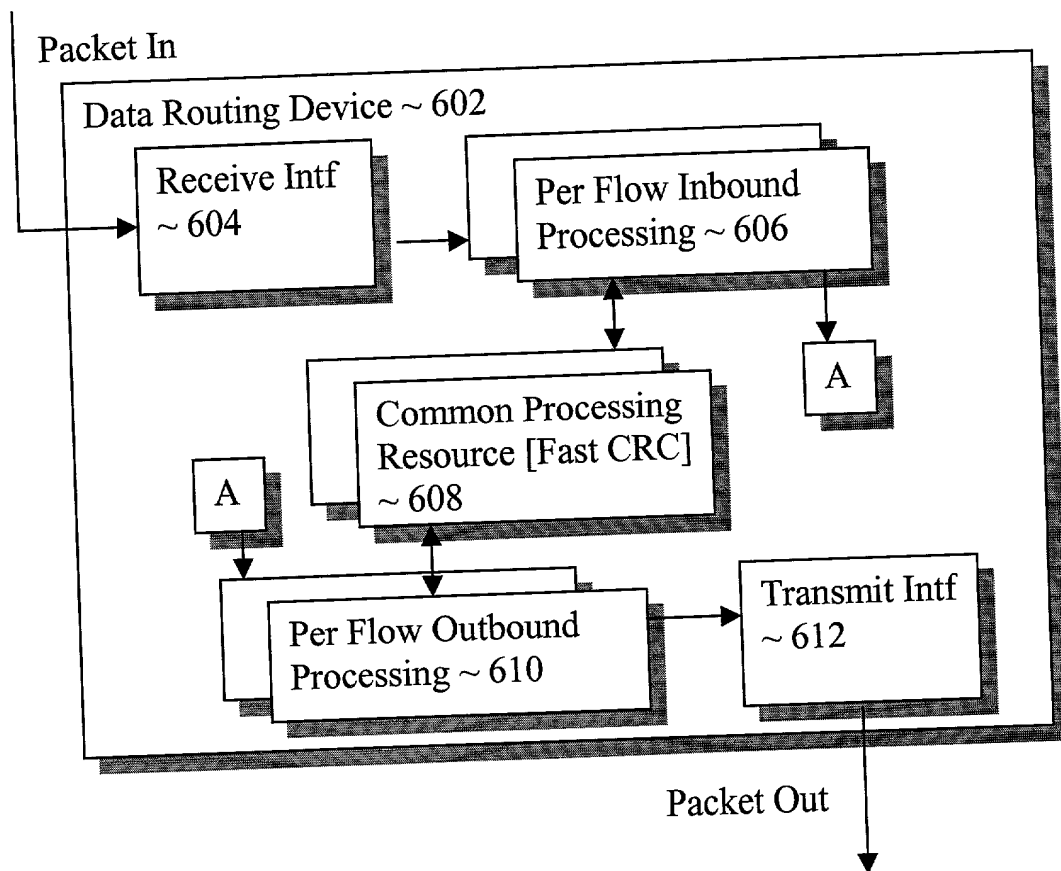 Packet In
Data Routing Device ~ 602
Receive Intf
~ 604
Per Flow Inbound
Processing ~ 606
A
Common Processing
Resource [Fast CRC]
~ 608
A
Per Flow Outbound
Processing ~ 610
Transmit Intf
~ 612
Packet Out